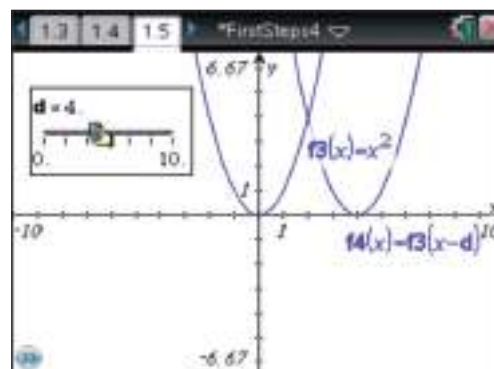 1.3 1.4 1.5 *FirstSteps4
6.67 y
d = 4.
0. 10.
f3(x)=x²
1
-10 1 10
x
f4(x)=f3(x-d)
-6.67